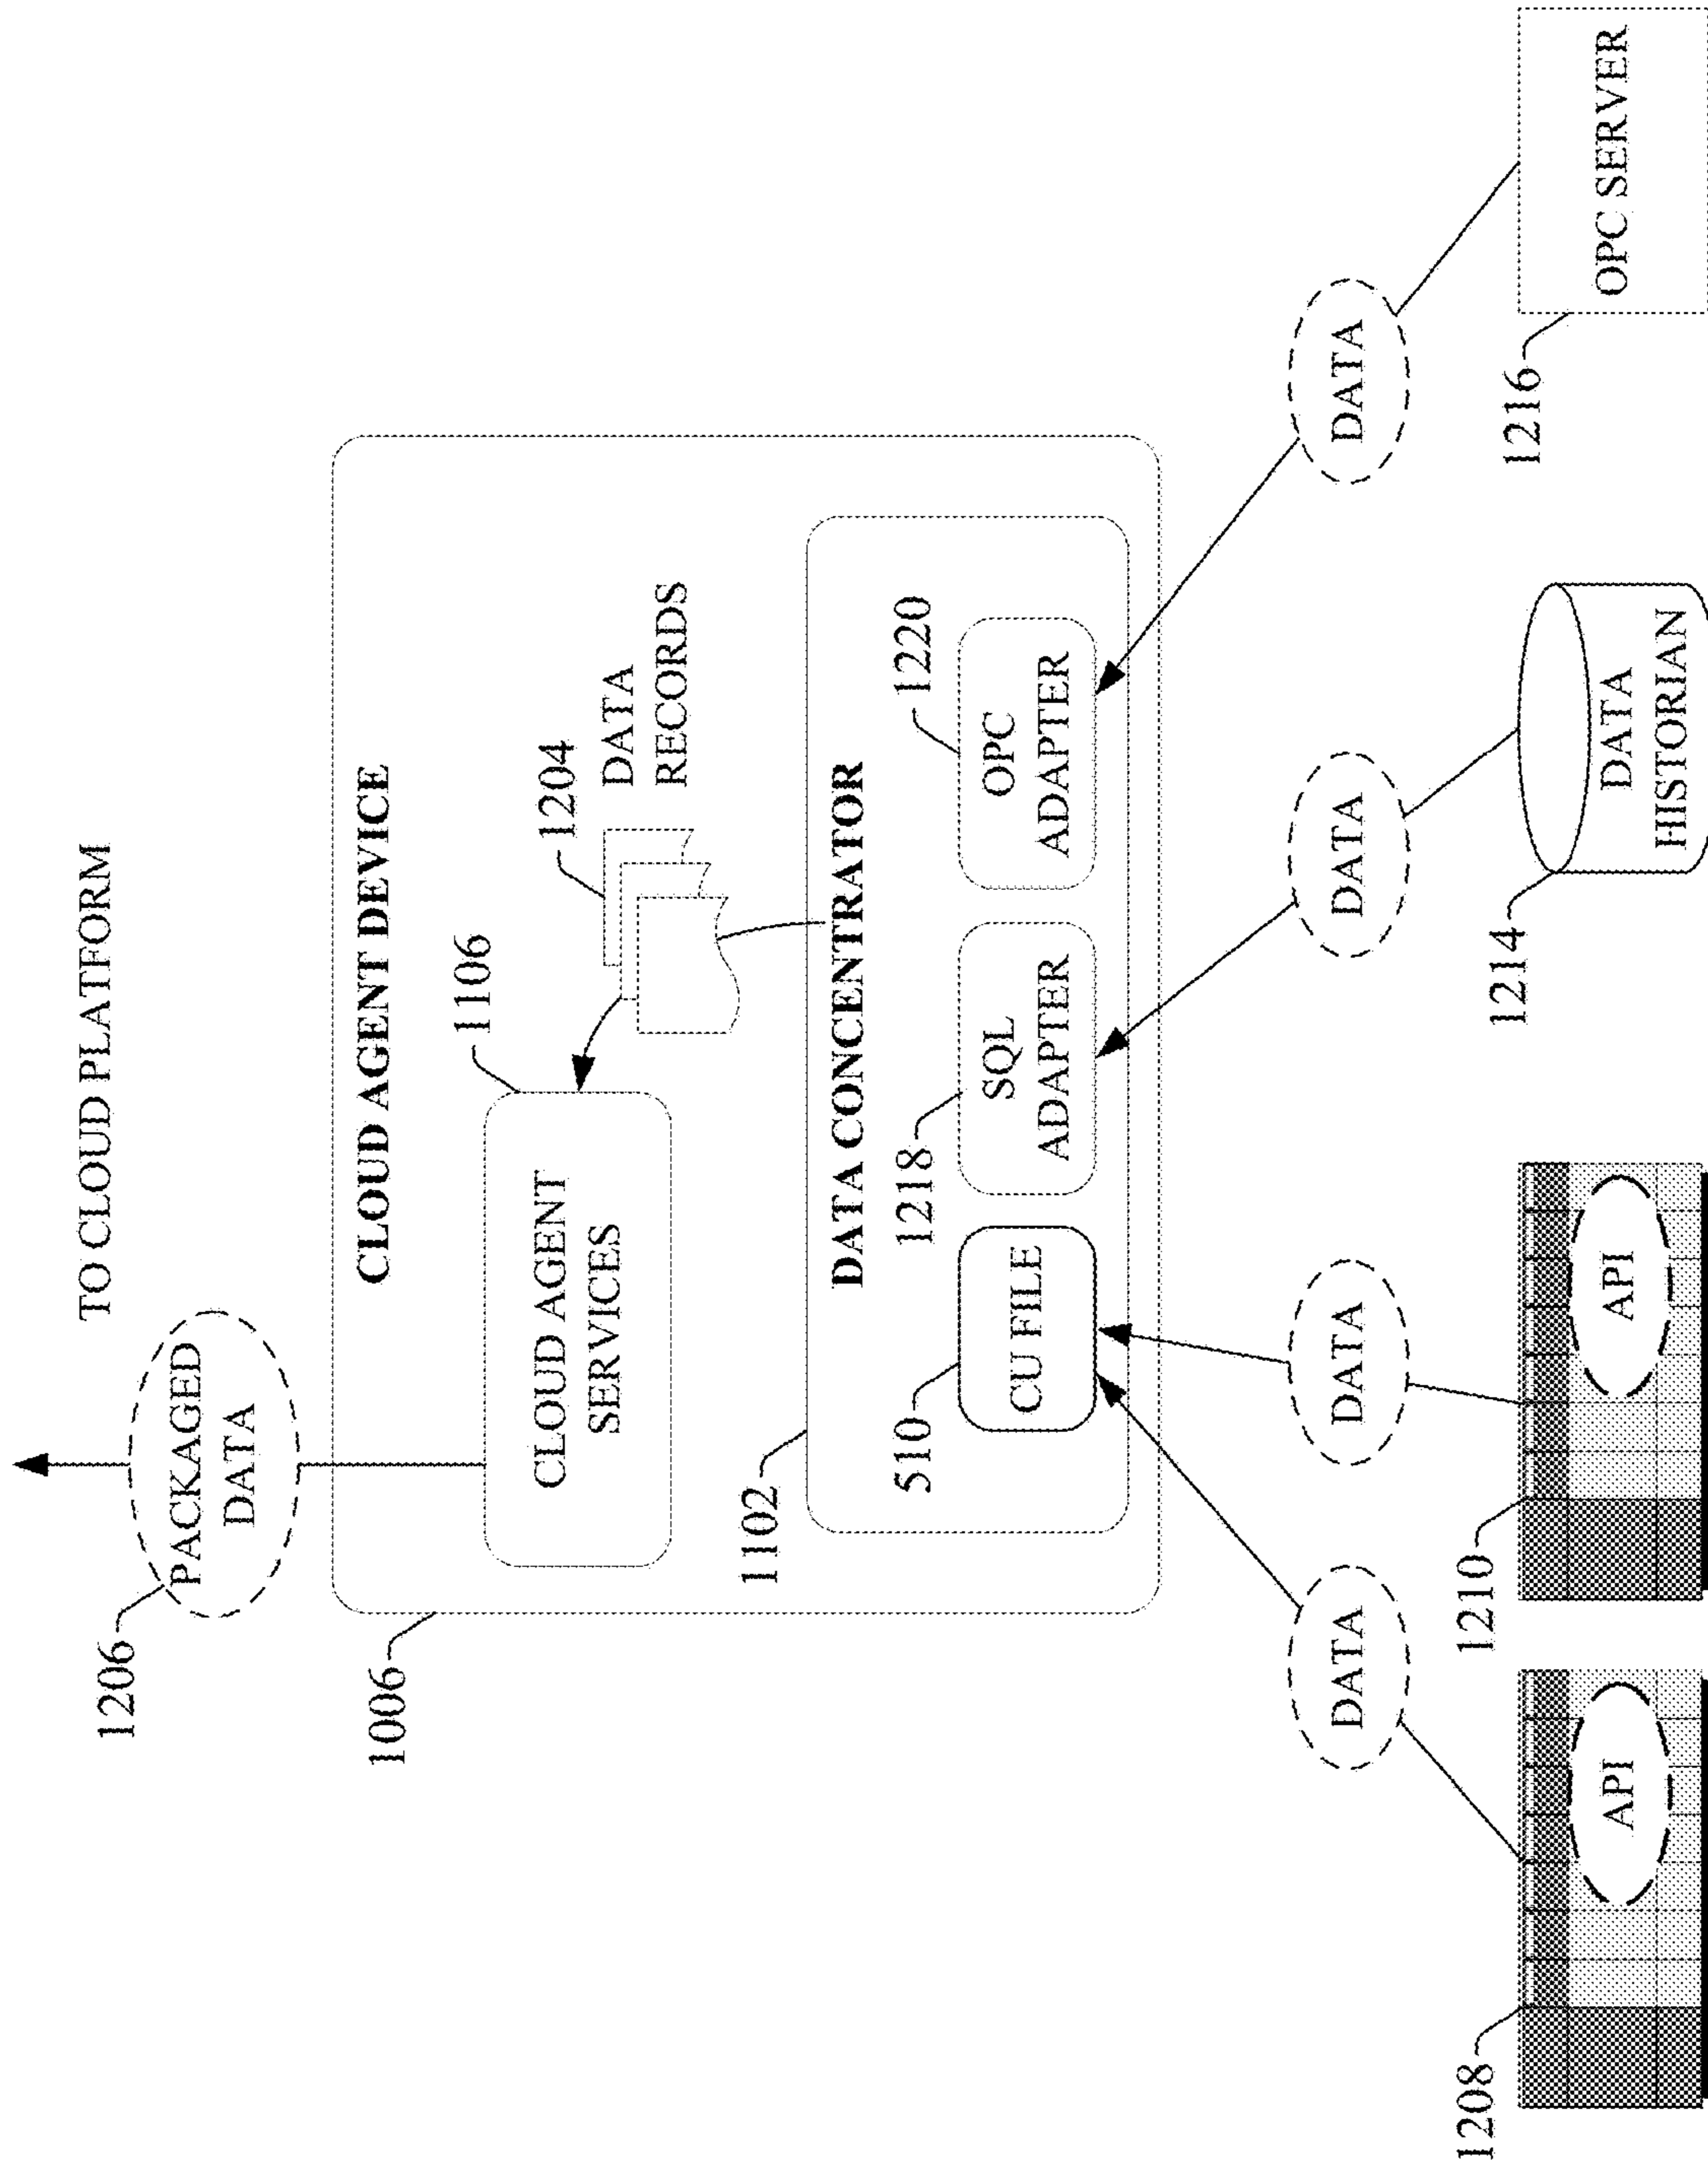 TO CLOUD PLATFORM
1206
PACKAGED
DATA
1006
CLOUD AGENT DEVICE
1106
CLOUD AGENT
SERVICES
1204
DATA
RECORDS
1102
DATA CONCENTRATOR
510
CU FILE
1218
SQL
ADAPTER
1220
OPC
ADAPTER
DATA
DATA
DATA
DATA
1208
API
1210
API
1214
DATA
HISTORIAN
1216
OPC SERVER